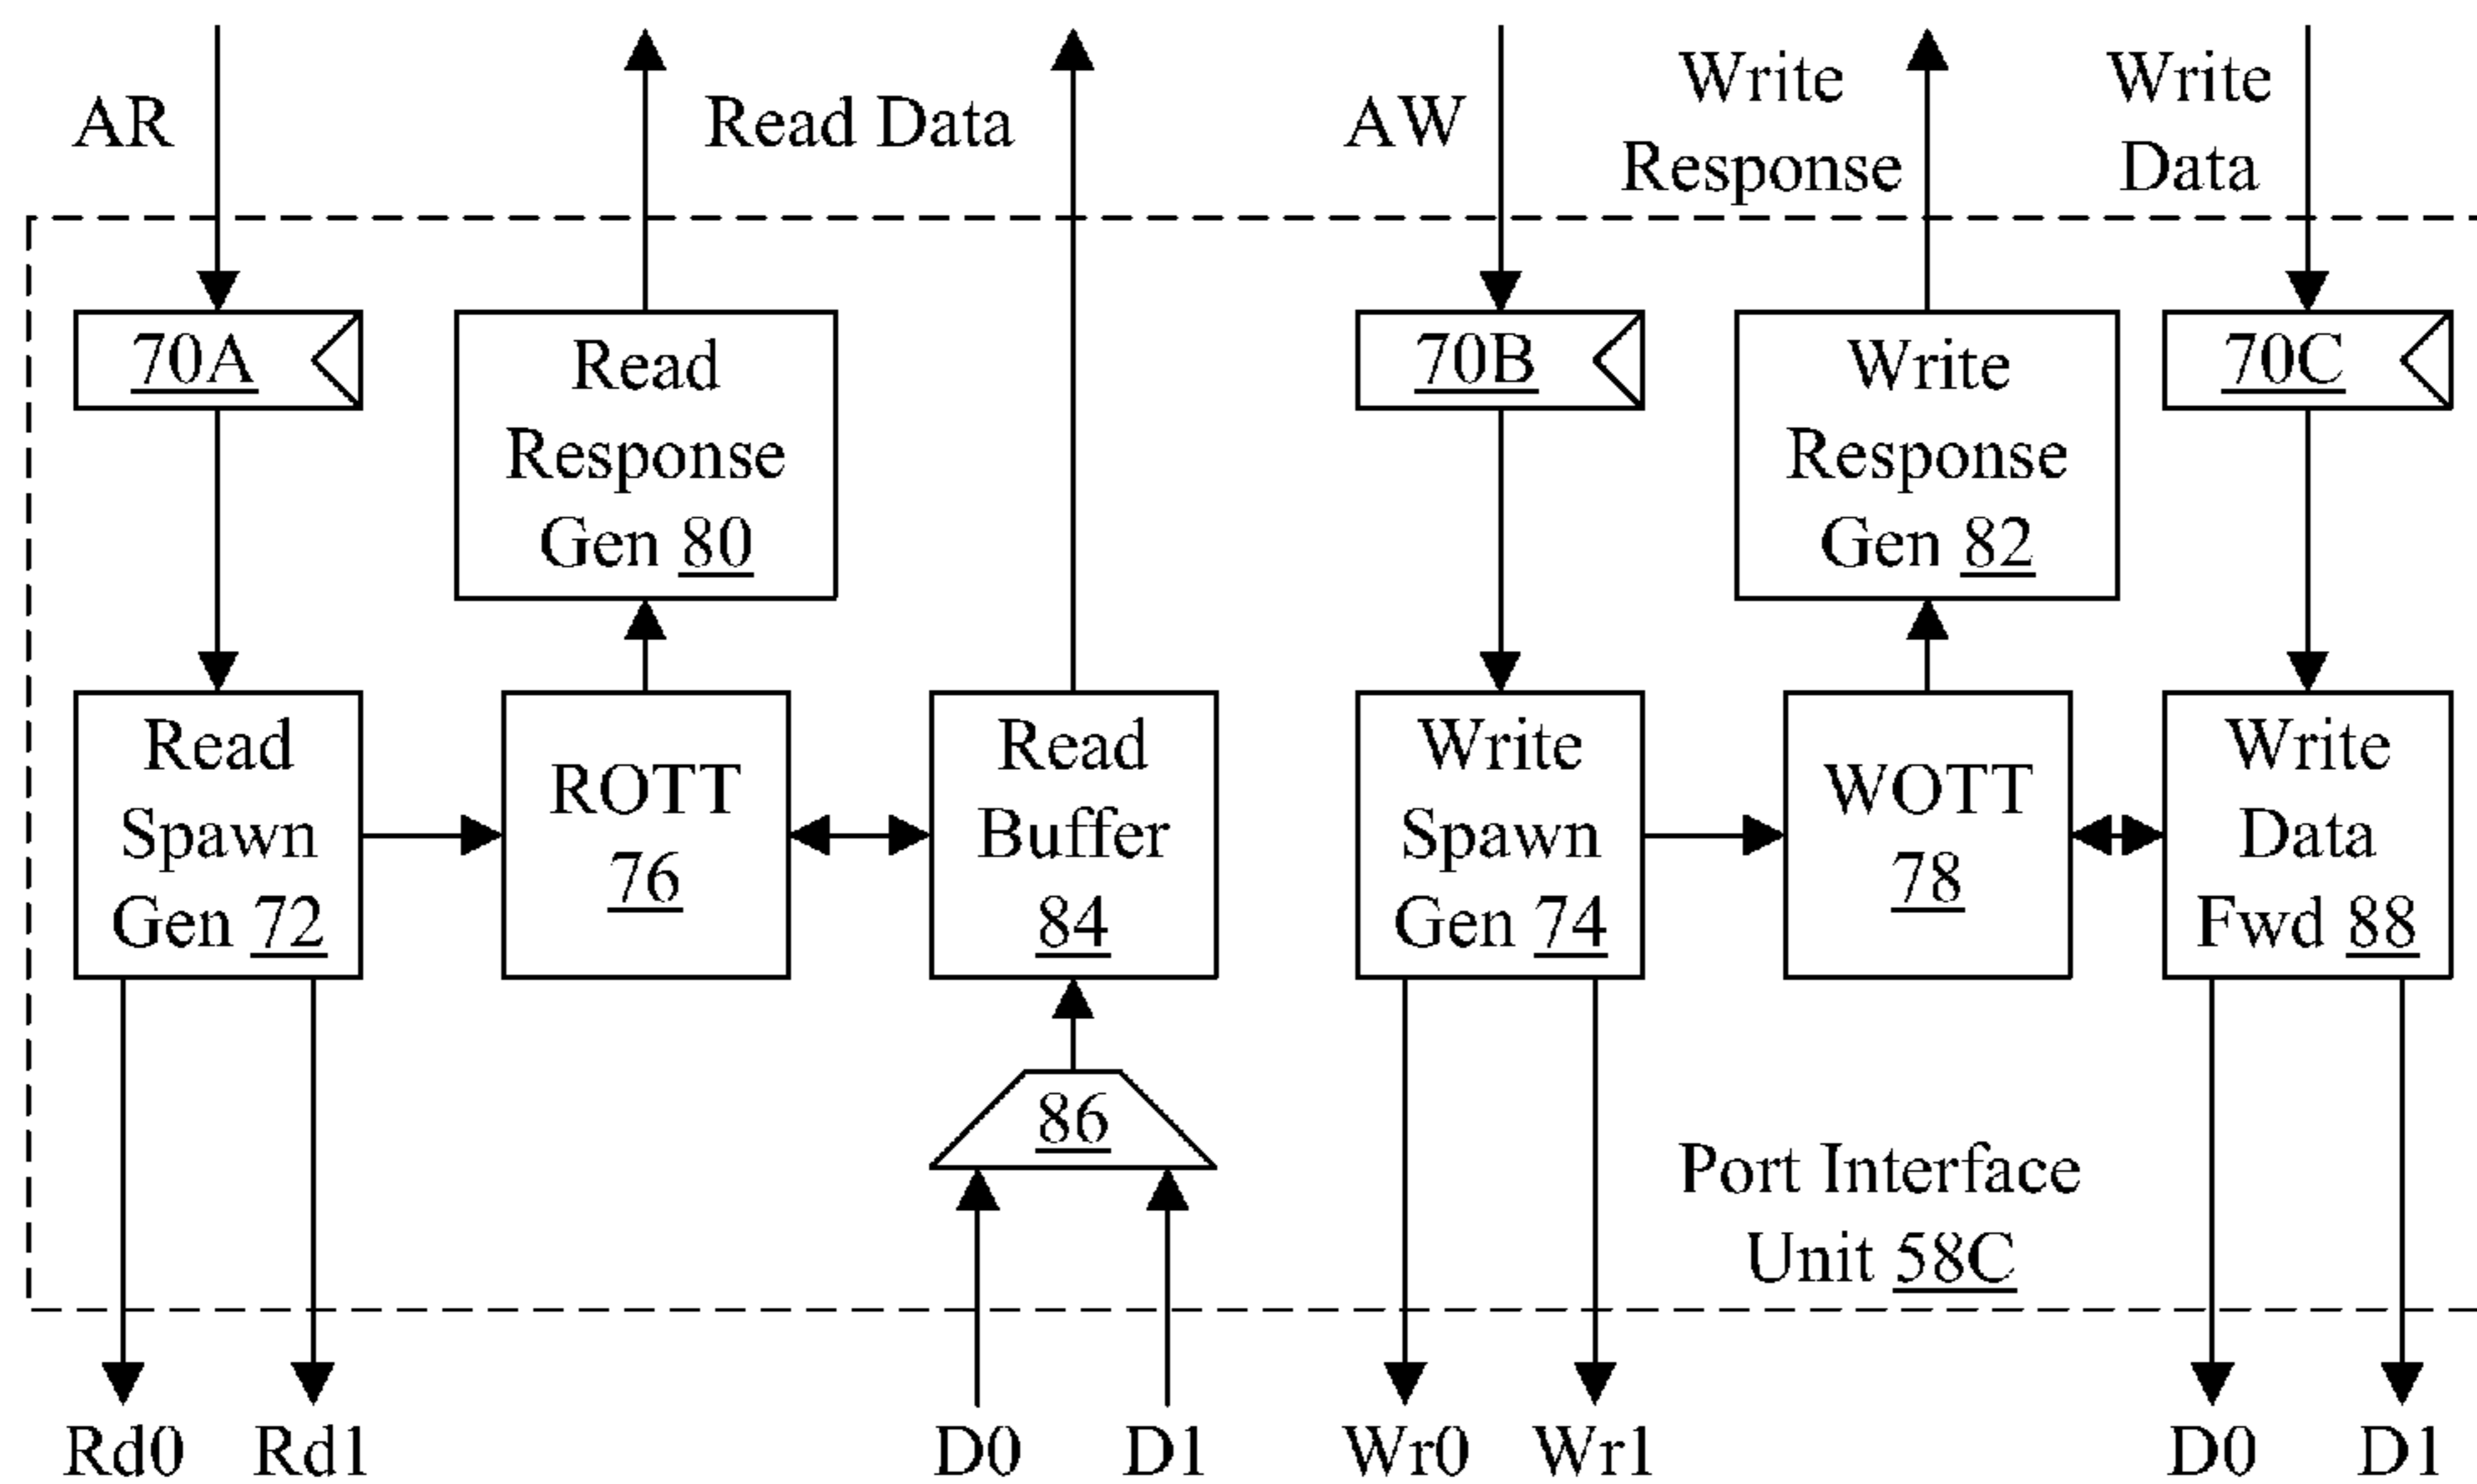 AR
Read Data
AW
Write
Response
Write
Data
70A
Read
Response
Gen 80
70B
Write
Response
Gen 82
70C
Read
Spawn
Gen 72
ROTT
76
Read
Buffer
84
Write
Spawn
Gen 74
WOTT
78
Write
Data
Fwd 88
86
Port Interface
Unit 58C
Rd0
Rd1
D0
D1
Wr0
Wr1
D0
D1